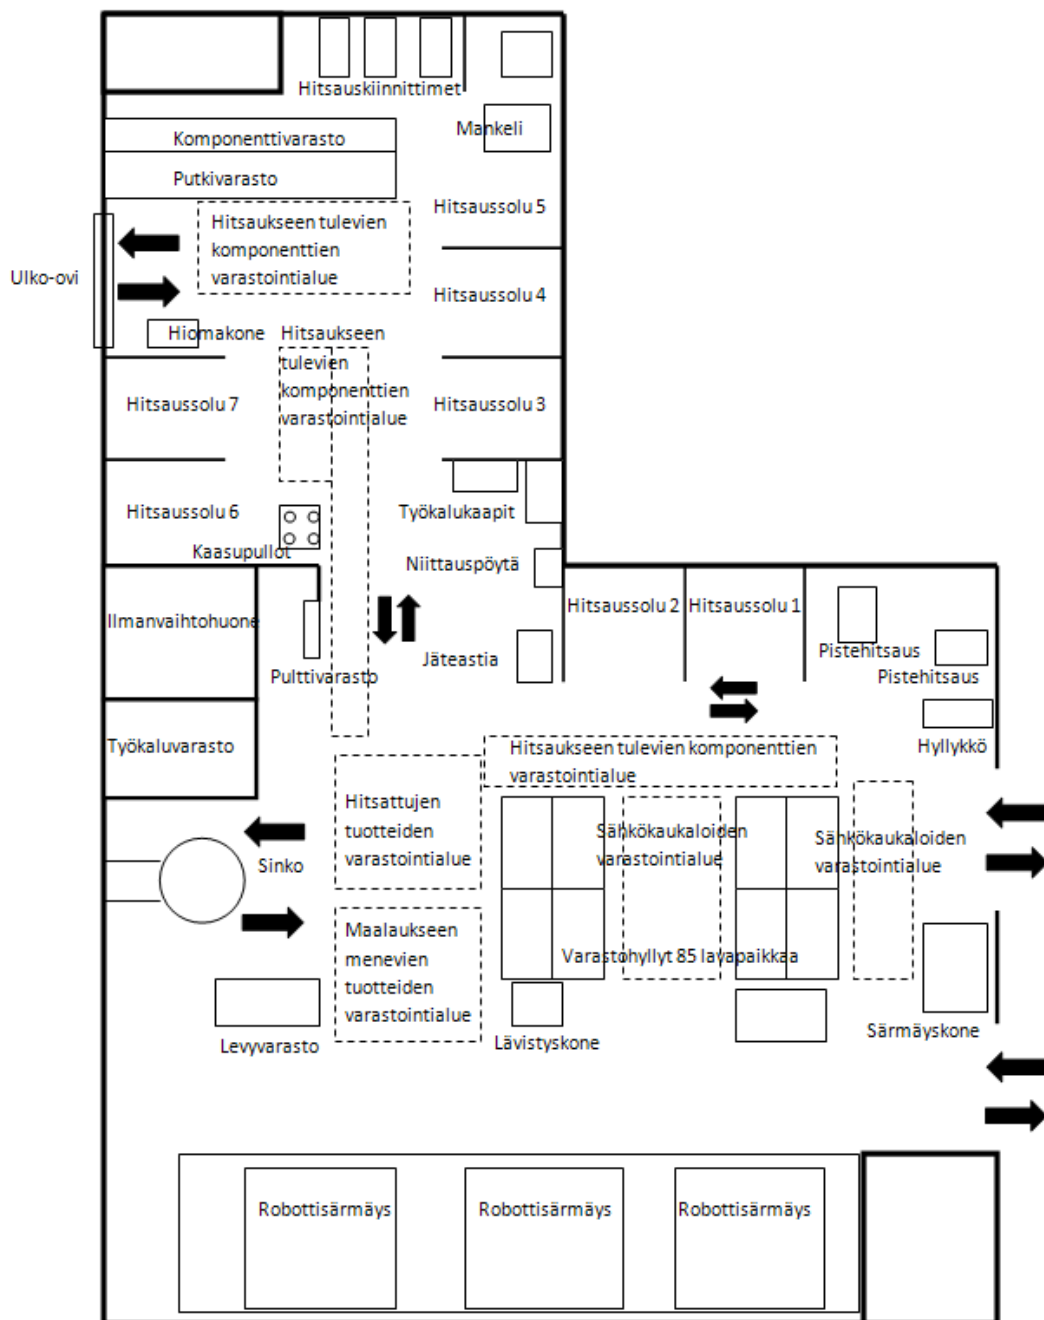 Hitsauskiinnittimet
Mankeli
Komponenttivarasto
Putkivarasto
Hitsaussolu 5
Hitsaukseen tulevien
komponenttien
varastointialue
Ulko-ovi
Hitsaussolu 4
Hiomakone
Hitsaukseen
tulevien
komponenttien
varastointialue
Hitsaussolu 7
Hitsaussolu 3
Hitsaussolu 6
Työkalukaapit
Kaasupullot
Niittauspöytä
Hitsaussolu 2
Hitsaussolu 1
Ilmanvaihtohuone
Jäteastia
Pistehitsaus
Pistehitsaus
Pulttivarasto
Työkaluvarasto
Hyllykkö
Hitsaukseen tulevien komponenttien
varastointialue
Hitsattujen
tuotteiden
varastointialue
Sähkökaukaloiden
varastointialue
Sähkökaukaloiden
varastointialue
Sinko
Maalaukseen
menevien
tuotteiden
varastointialue
Varastohyllyt 85 lavapaikkaa
Levyvarasto
Lävistyskone
Särmäyskone
Robottisärmäys
Robottisärmäys
Robottisärmäys